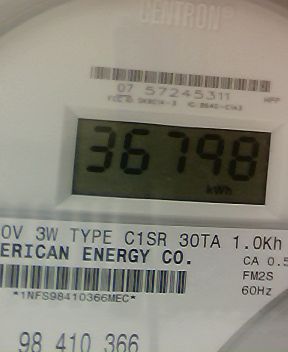 CENTRON®
07 57245311
36798
kWh
0V 3W TYPE C1SR 30TA 1.0Kh
ERICAN ENERGY CO.
CA 0.5
FM2S
*1NFS98410366MEC*
60Hz
98 410 366